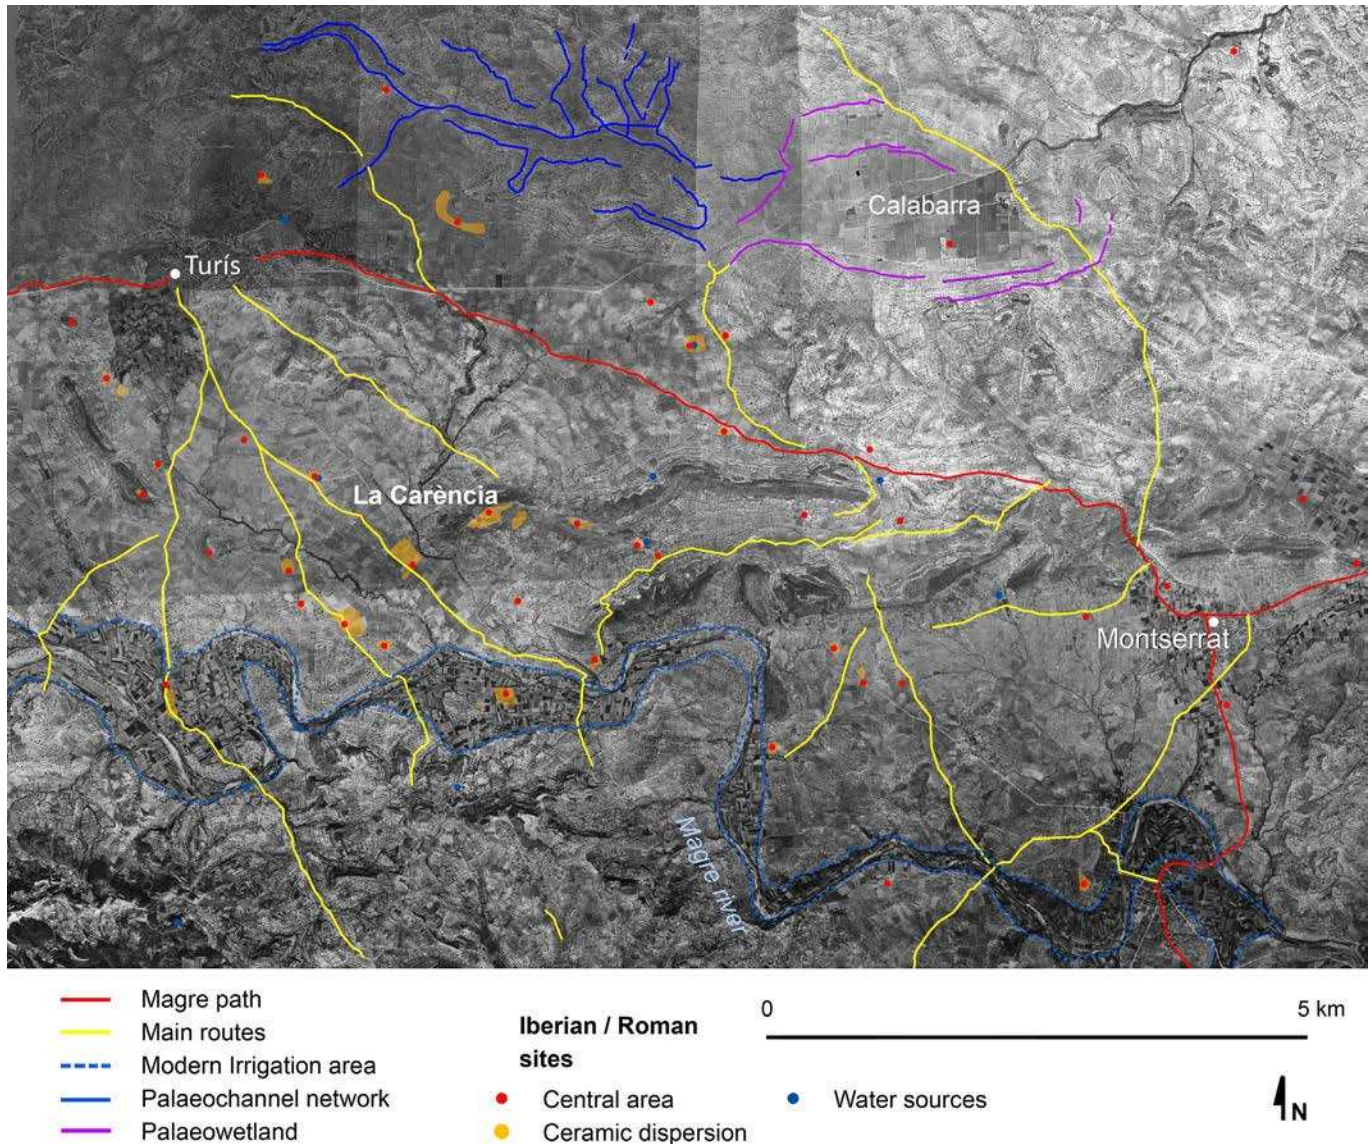 Calabarra
Turís
La Carència
Montserrat
Magre river
Magre path
Main routes
Modern Irrigation area
Palaeochannel network
Palaeowetland
Iberian / Roman
sites
Central area
Ceramic dispersion
Water sources
0
5 km
N